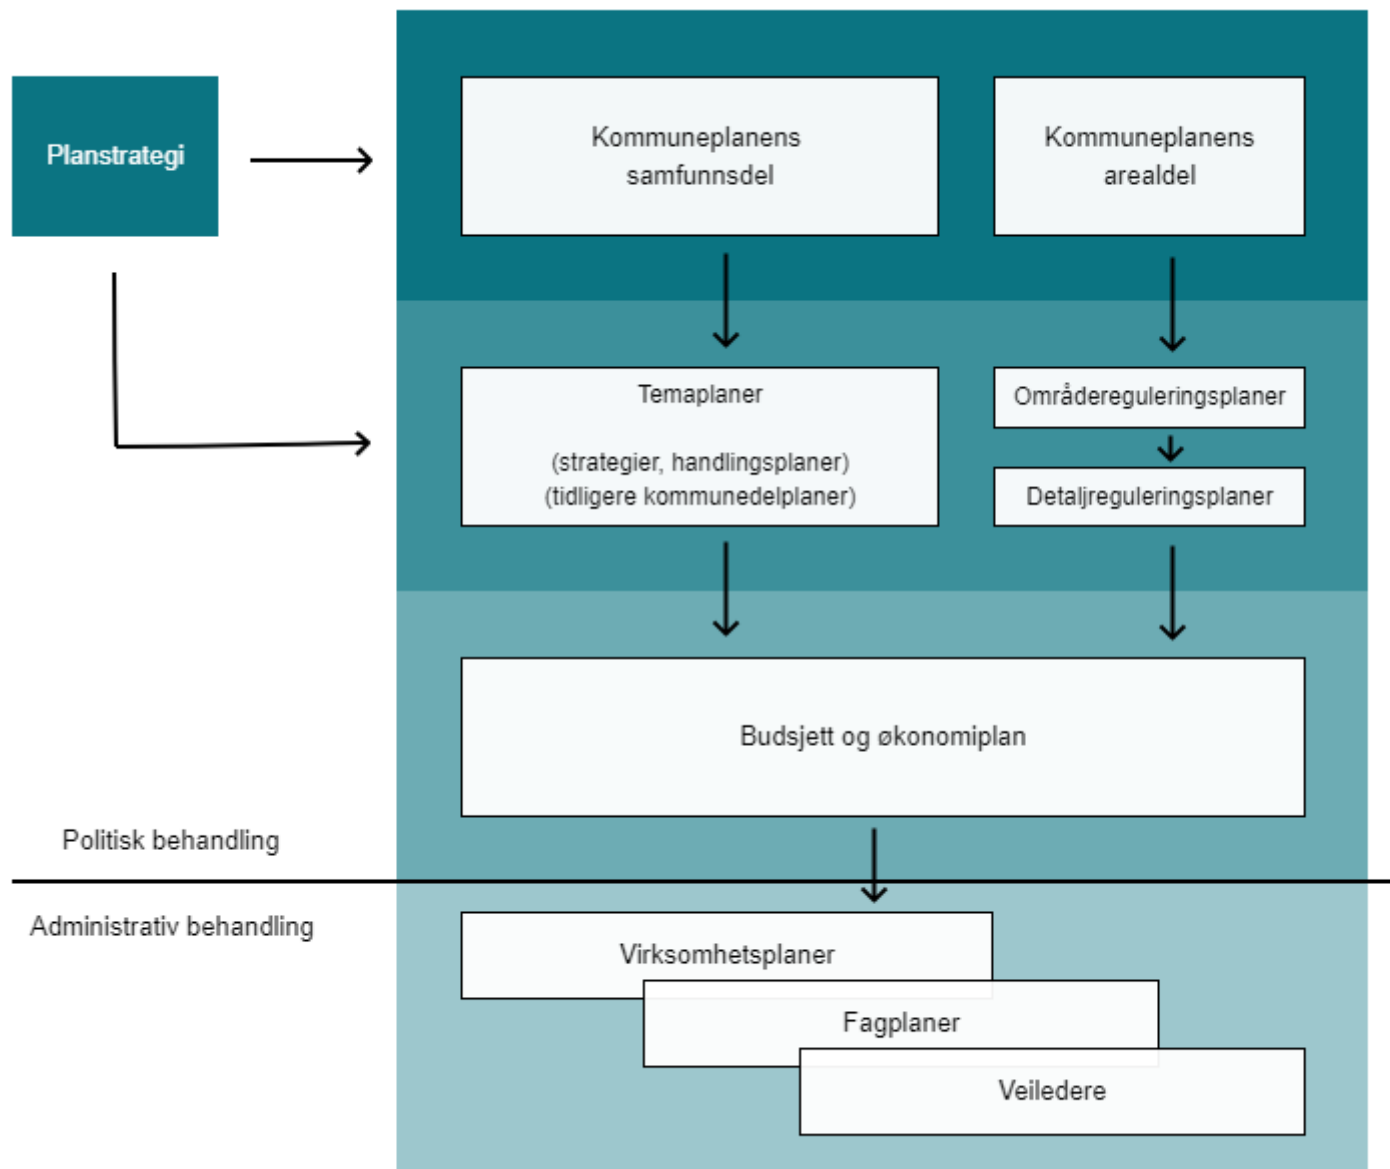 Planstrategi
Kommuneplanens
samfunnsdel
Kommuneplanens
arealdel
Temaplaner
(strategier, handlingsplaner)
(tidligere kommunedelplaner)
Områdereguleringsplaner
Detaljreguleringsplaner
Budsjett og økonomiplan
Politisk behandling
Administrativ behandling
Virksomhetsplaner
Fagplaner
Veiledere